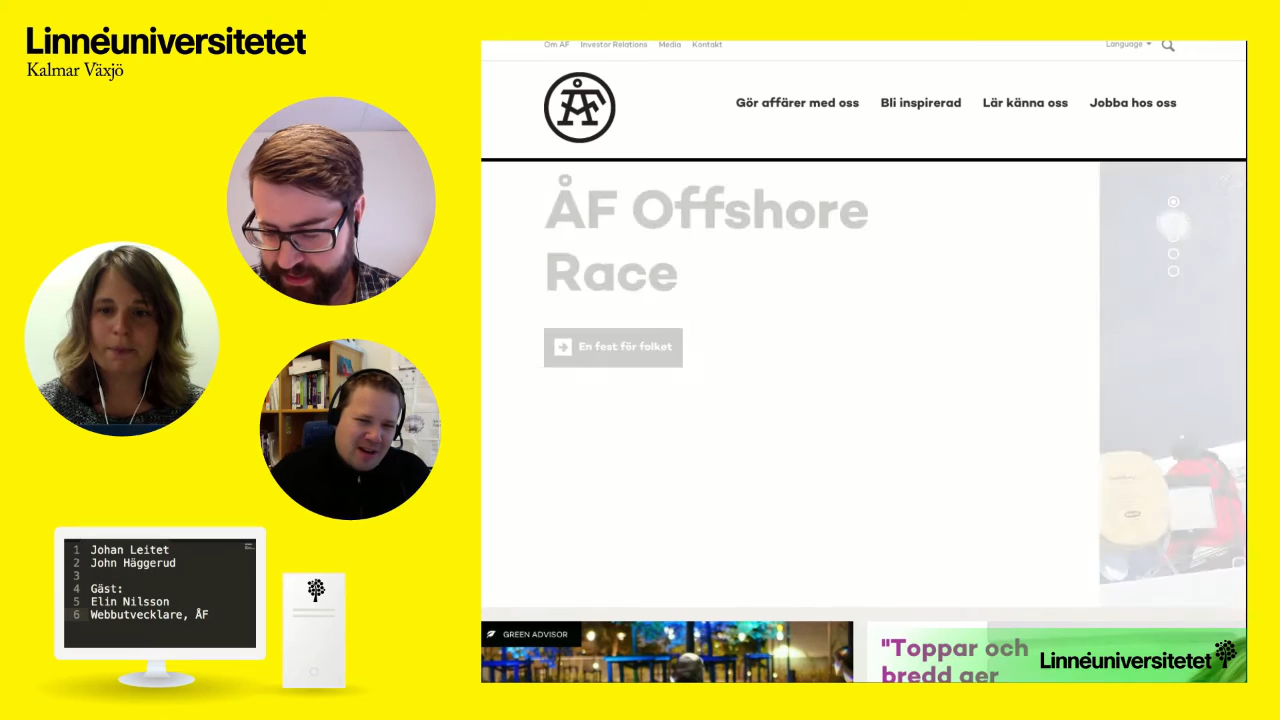 Linnéuniversitetet
Kalmar Växjö
Om ÅF Investor Relations Media Kontakt
Language
ÅF
Gör affärer med oss Bli inspirerad Lär känna oss Jobba hos oss
ÅF Offshore
Race
En fest för folket
1 Johan Leitet
2 John Häggerud
3
4 Gäst:
5 Elin Nilsson
6 Webbutvecklare, ÅF
GREEN ADVISOR
"Toppar och
bredd ger
Linnéuniversitetet